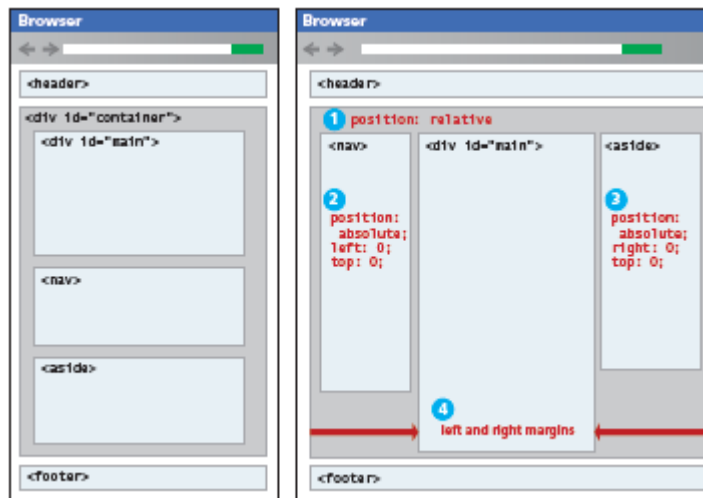 Browser
<header>
<div id="container">
<div id="main">
<nav>
<aside>
<footer>
Browser
<header>
1 position: relative
<nav>
2
position:
absolute;
left: 0;
top: 0;
<div id="main">
4
left and right margins
<aside>
3
position:
absolute;
right: 0;
top: 0;
<footer>